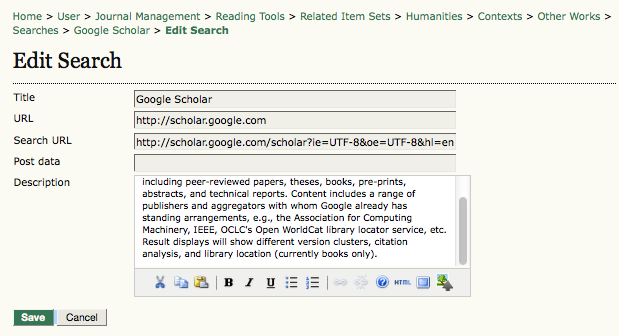 Home > User > Journal Management > Reading Tools > Related Item Sets > Humanities > Contexts > Other Works >
Searches > Google Scholar > Edit Search
Edit Search
Title
Google Scholar
URL
http://scholar.google.com
Search URL
http://scholar.google.com/scholar?ie=UTF-8&oe=UTF-8&hl=en
Post data
Description
including peer-reviewed papers, theses, books, pre-prints,
abstracts, and technical reports. Content includes a range of
publishers and aggregators with whom Google already has
standing arrangements, e.g., the Association for Computing
Machinery, IEEE, OCLC's Open WorldCat library locator service, etc.
Result displays will show different version clusters, citation
analysis, and library location (currently books only).
B I U HTML
Save Cancel